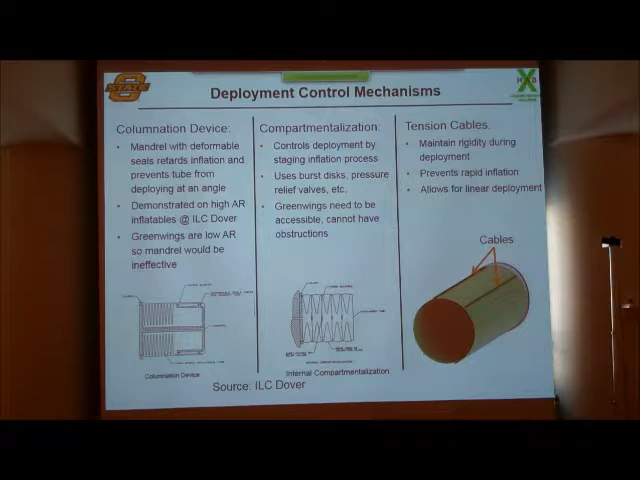 STATE
Deployment Control Mechanisms
Columnation Device:
• Mandrel with deformable
seals retards inflation and
prevents tube from
deploying at an angle
• Demonstrated on high AR
inflatables @ ILC Dover
• Greenwings are low AR
so mandrel would be
ineffective
Columnation Device
Compartmentalization:
• Controls deployment by
staging inflation process
• Uses burst disks, pressure
relief valves, etc.
• Greenwings need to be
accessible, cannot have
obstructions
Internal Compartmentalization
Tension Cables:
• Maintain rigidity during
deployment
• Prevents rapid inflation
• Allows for linear deployment
Cables
Source: ILC Dover